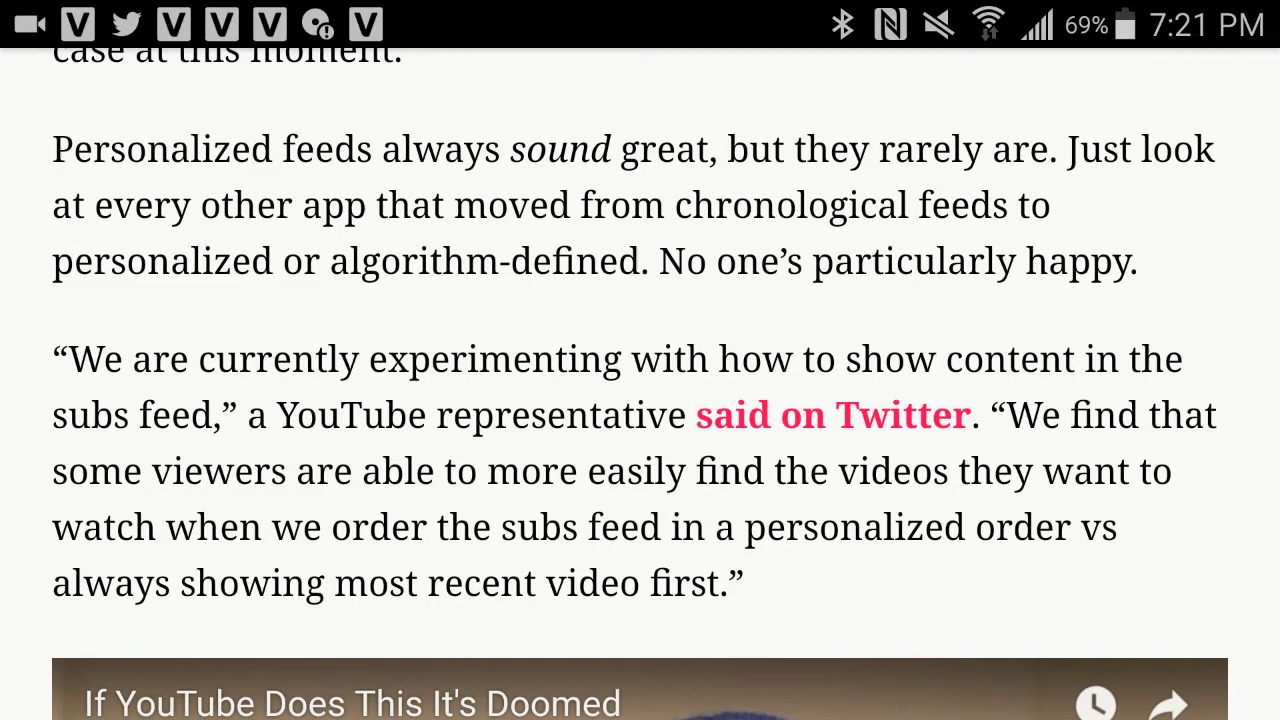 V V V V V 69% 7:21 PM
case at this moment.
Personalized feeds always sound great, but they rarely are. Just look
at every other app that moved from chronological feeds to
personalized or algorithm-defined. No one’s particularly happy.
“We are currently experimenting with how to show content in the
subs feed,” a YouTube representative said on Twitter. “We find that
some viewers are able to more easily find the videos they want to
watch when we order the subs feed in a personalized order vs
always showing most recent video first.”
If YouTube Does This It's Doomed